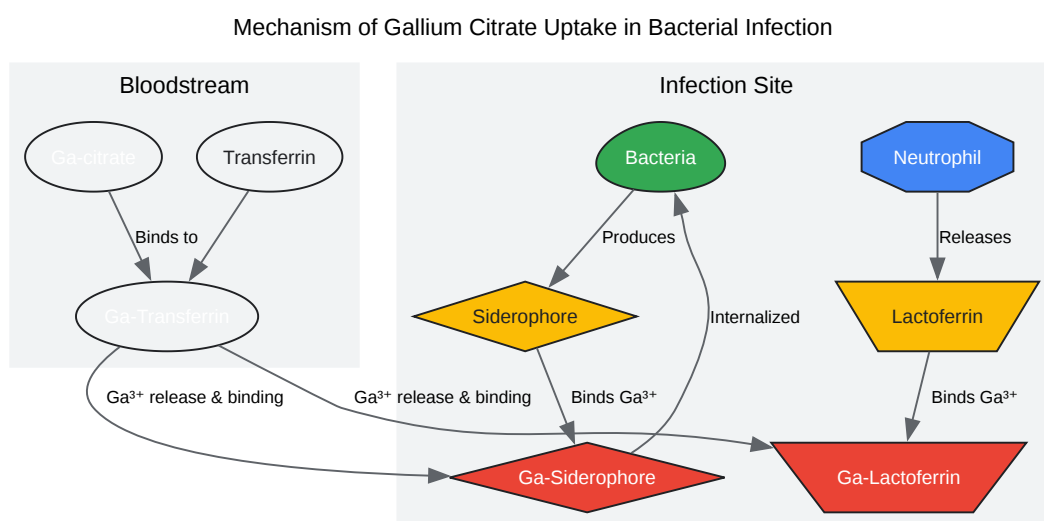 Mechanism of Gallium Citrate Uptake in Bacterial Infection
Bloodstream
Infection Site
Ga-citrate
Transferrin
Bacteria
Neutrophil
Binds to
Produces
Releases
Ga-Transferrin
Siderophore
Internalized
Lactoferrin
Ga³⁺ release & binding
Ga³⁺ release & binding
Binds Ga³⁺
Binds Ga³⁺
Ga-Siderophore
Ga-Lactoferrin